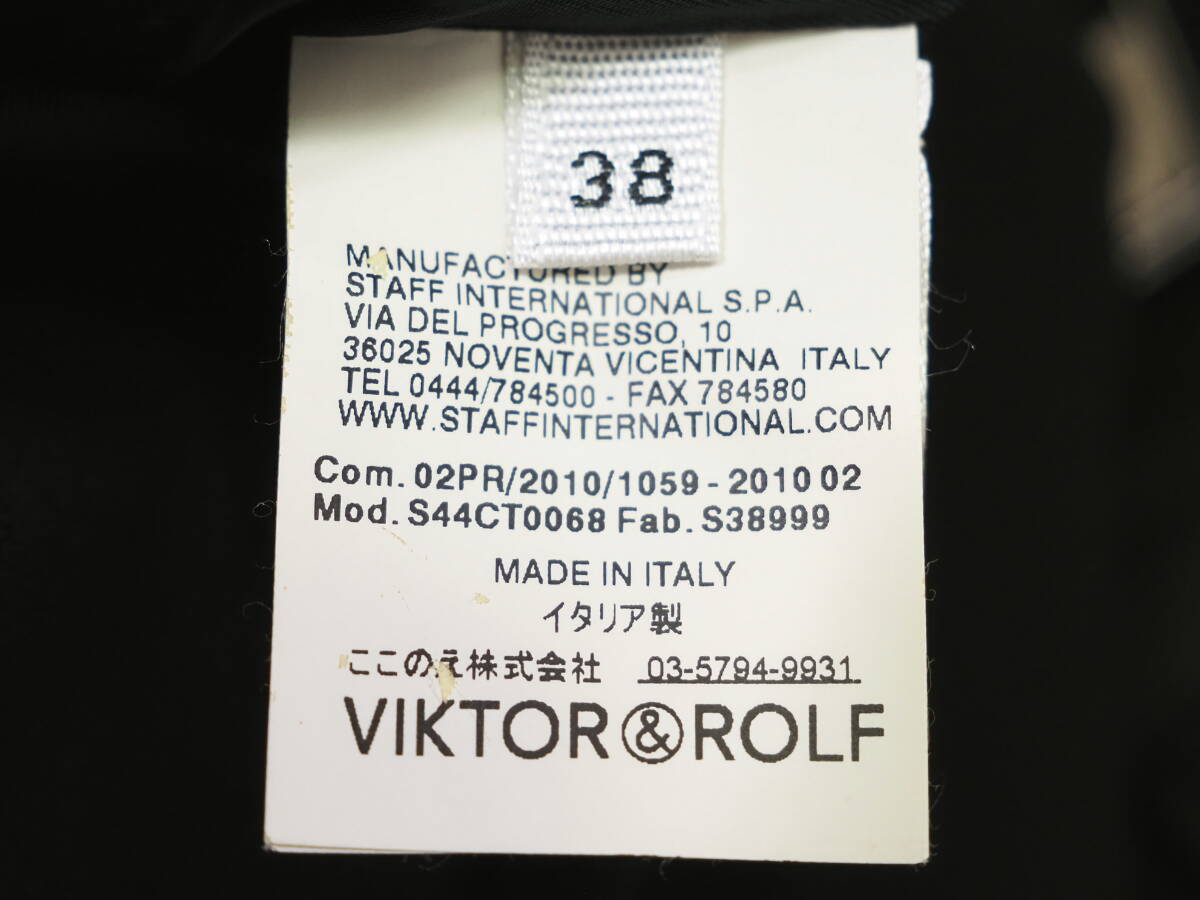 38
MANUFACTURED BY
STAFF INTERNATIONAL S.P.A.
VIA DEL PROGRESSO, 10
36025 NOVENTA VICENTINA ITALY
TEL 0444/784500 - FAX 784580
WWW.STAFFINTERNATIONAL.COM
Com. 02PR/2010/1059 - 2010 02
Mod. S44CT0068 Fab. S38999
MADE IN ITALY
イタリア製
ここのえ株式会社 03-5794-9931
VIKTOR&ROLF